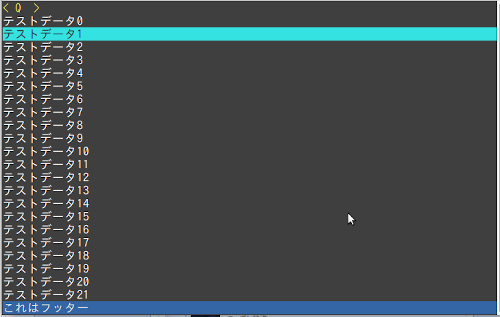 < Q  >
テストデータ0
テストデータ1
テストデータ2
テストデータ3
テストデータ4
テストデータ5
テストデータ6
テストデータ7
テストデータ8
テストデータ9
テストデータ10
テストデータ11
テストデータ12
テストデータ13
テストデータ14
テストデータ15
テストデータ16
テストデータ17
テストデータ18
テストデータ19
テストデータ20
テストデータ21
これはフッター